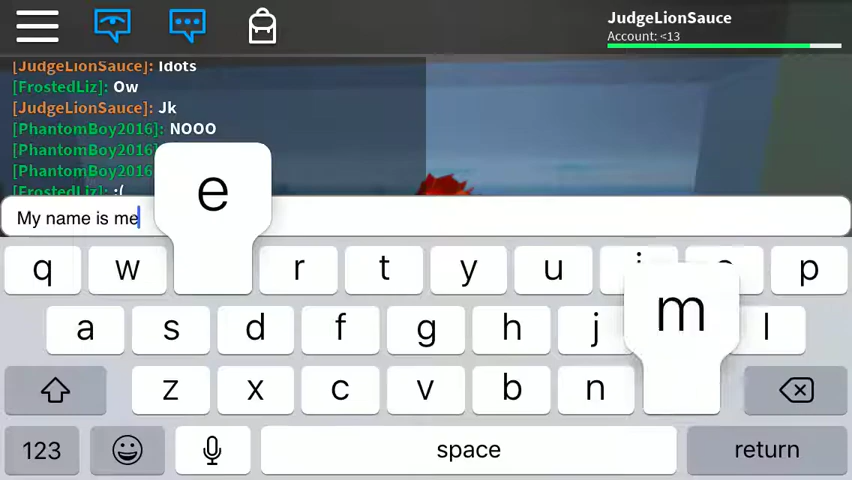 JudgeLionSauce
Account: <13
[JudgeLionSauce]: Idots
[FrostedLiz]: Ow
[JudgeLionSauce]: Jk
[PhantomBoy2016]: NOOO
[PhantomBoy2016]
[PhantomBoy2016]
[FrostedLiz]: :(
My name is me
e
q w r t y u i o p
m
a s d f g h j l
z x c v b n
123 space return